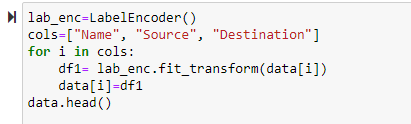 lab_enc=LabelEncoder()
cols=["Name", "Source", "Destination"]
for i in cols:
    df1= lab_enc.fit_transform(data[i])
    data[i]=df1
data.head()